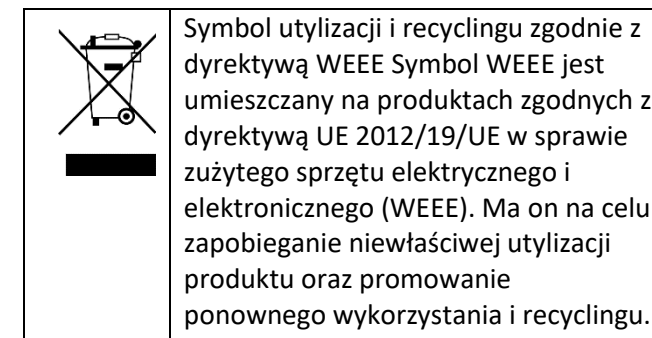 Symbol utylizacji i recyclingu zgodnie z
dyrektywą WEEE Symbol WEEE jest
umieszczany na produktach zgodnych z
dyrektywą UE 2012/19/UE w sprawie
zużytego sprzętu elektrycznego i
elektronicznego (WEEE). Ma on na celu
zapobieganie niewłaściwej utylizacji
produktu oraz promowanie
ponownego wykorzystania i recyclingu.